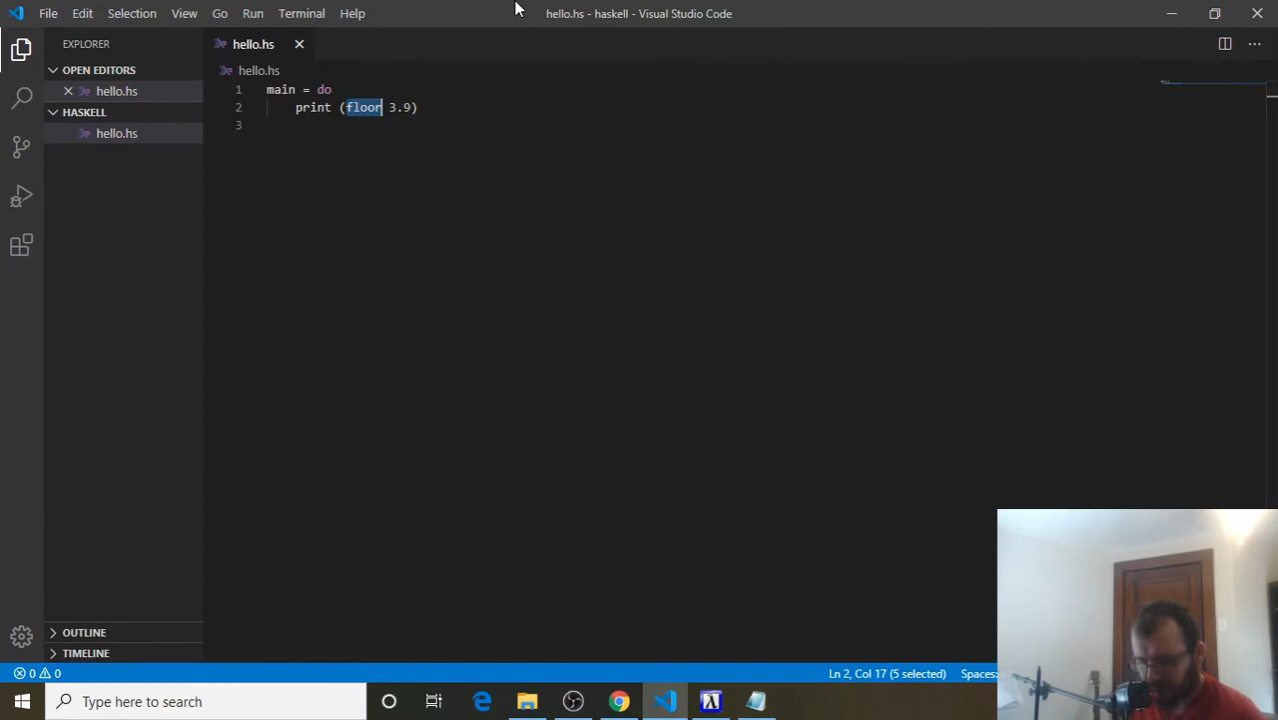 File Edit Selection View Go Run Terminal Help
hello.hs - haskell - Visual Studio Code
EXPLORER
hello.hs
OPEN EDITORS
hello.hs
HASKELL
hello.hs
hello.hs
1 main = do
2 print (floor 3.9)
3
OUTLINE
TIMELINE
0 0
Ln 2, Col 17 (5 selected)
Spaces:
Type here to search